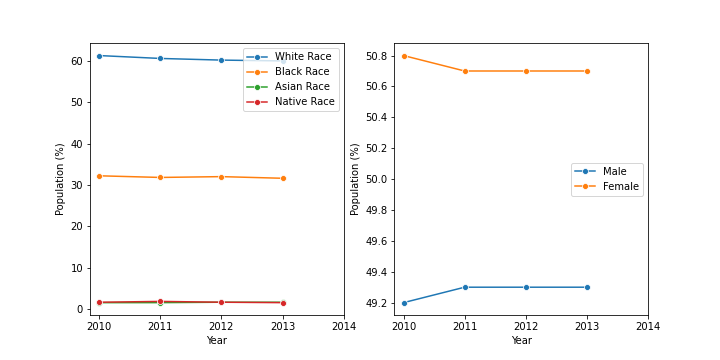 Population (%)
60
50
40
30
20
10
0
2010 2011 2012 2013 2014
Year
White Race
Black Race
Asian Race
Native Race
Population (%)
50.8
50.6
50.4
50.2
50.0
49.8
49.6
49.4
49.2
2010 2011 2012 2013 2014
Year
Male
Female